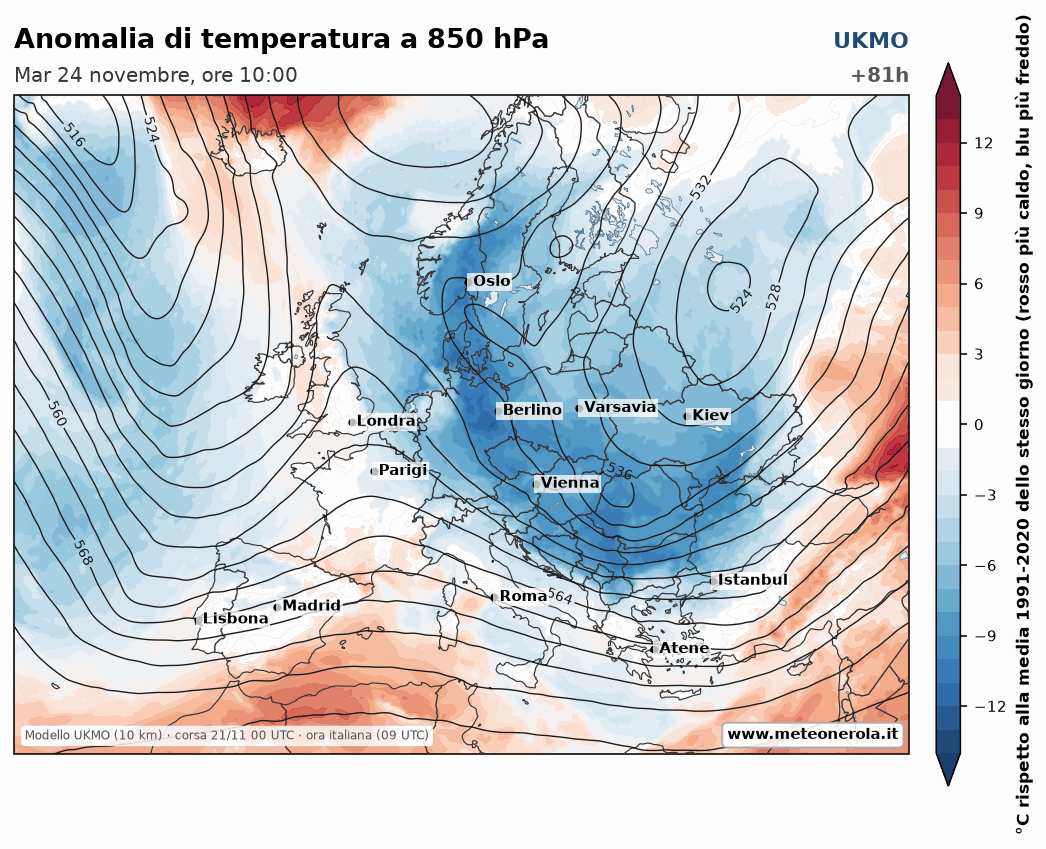 Anomalia di temperatura a 850 hPa
UKMO
Mar 24 novembre, ore 10:00
+81h
516
524
532
524
528
560
568
536
564
Oslo
Londra
Berlino
Varsavia
Kiev
Parigi
Vienna
Istanbul
Roma
Madrid
Lisbona
Atene
Modello UKMO (10 km) · corsa 21/11 00 UTC · ora italiana (09 UTC)
www.meteonerola.it
12
9
6
3
0
−3
−6
−9
−12
°C rispetto alla media 1991-2020 dello stesso giorno (rosso più caldo, blu più freddo)